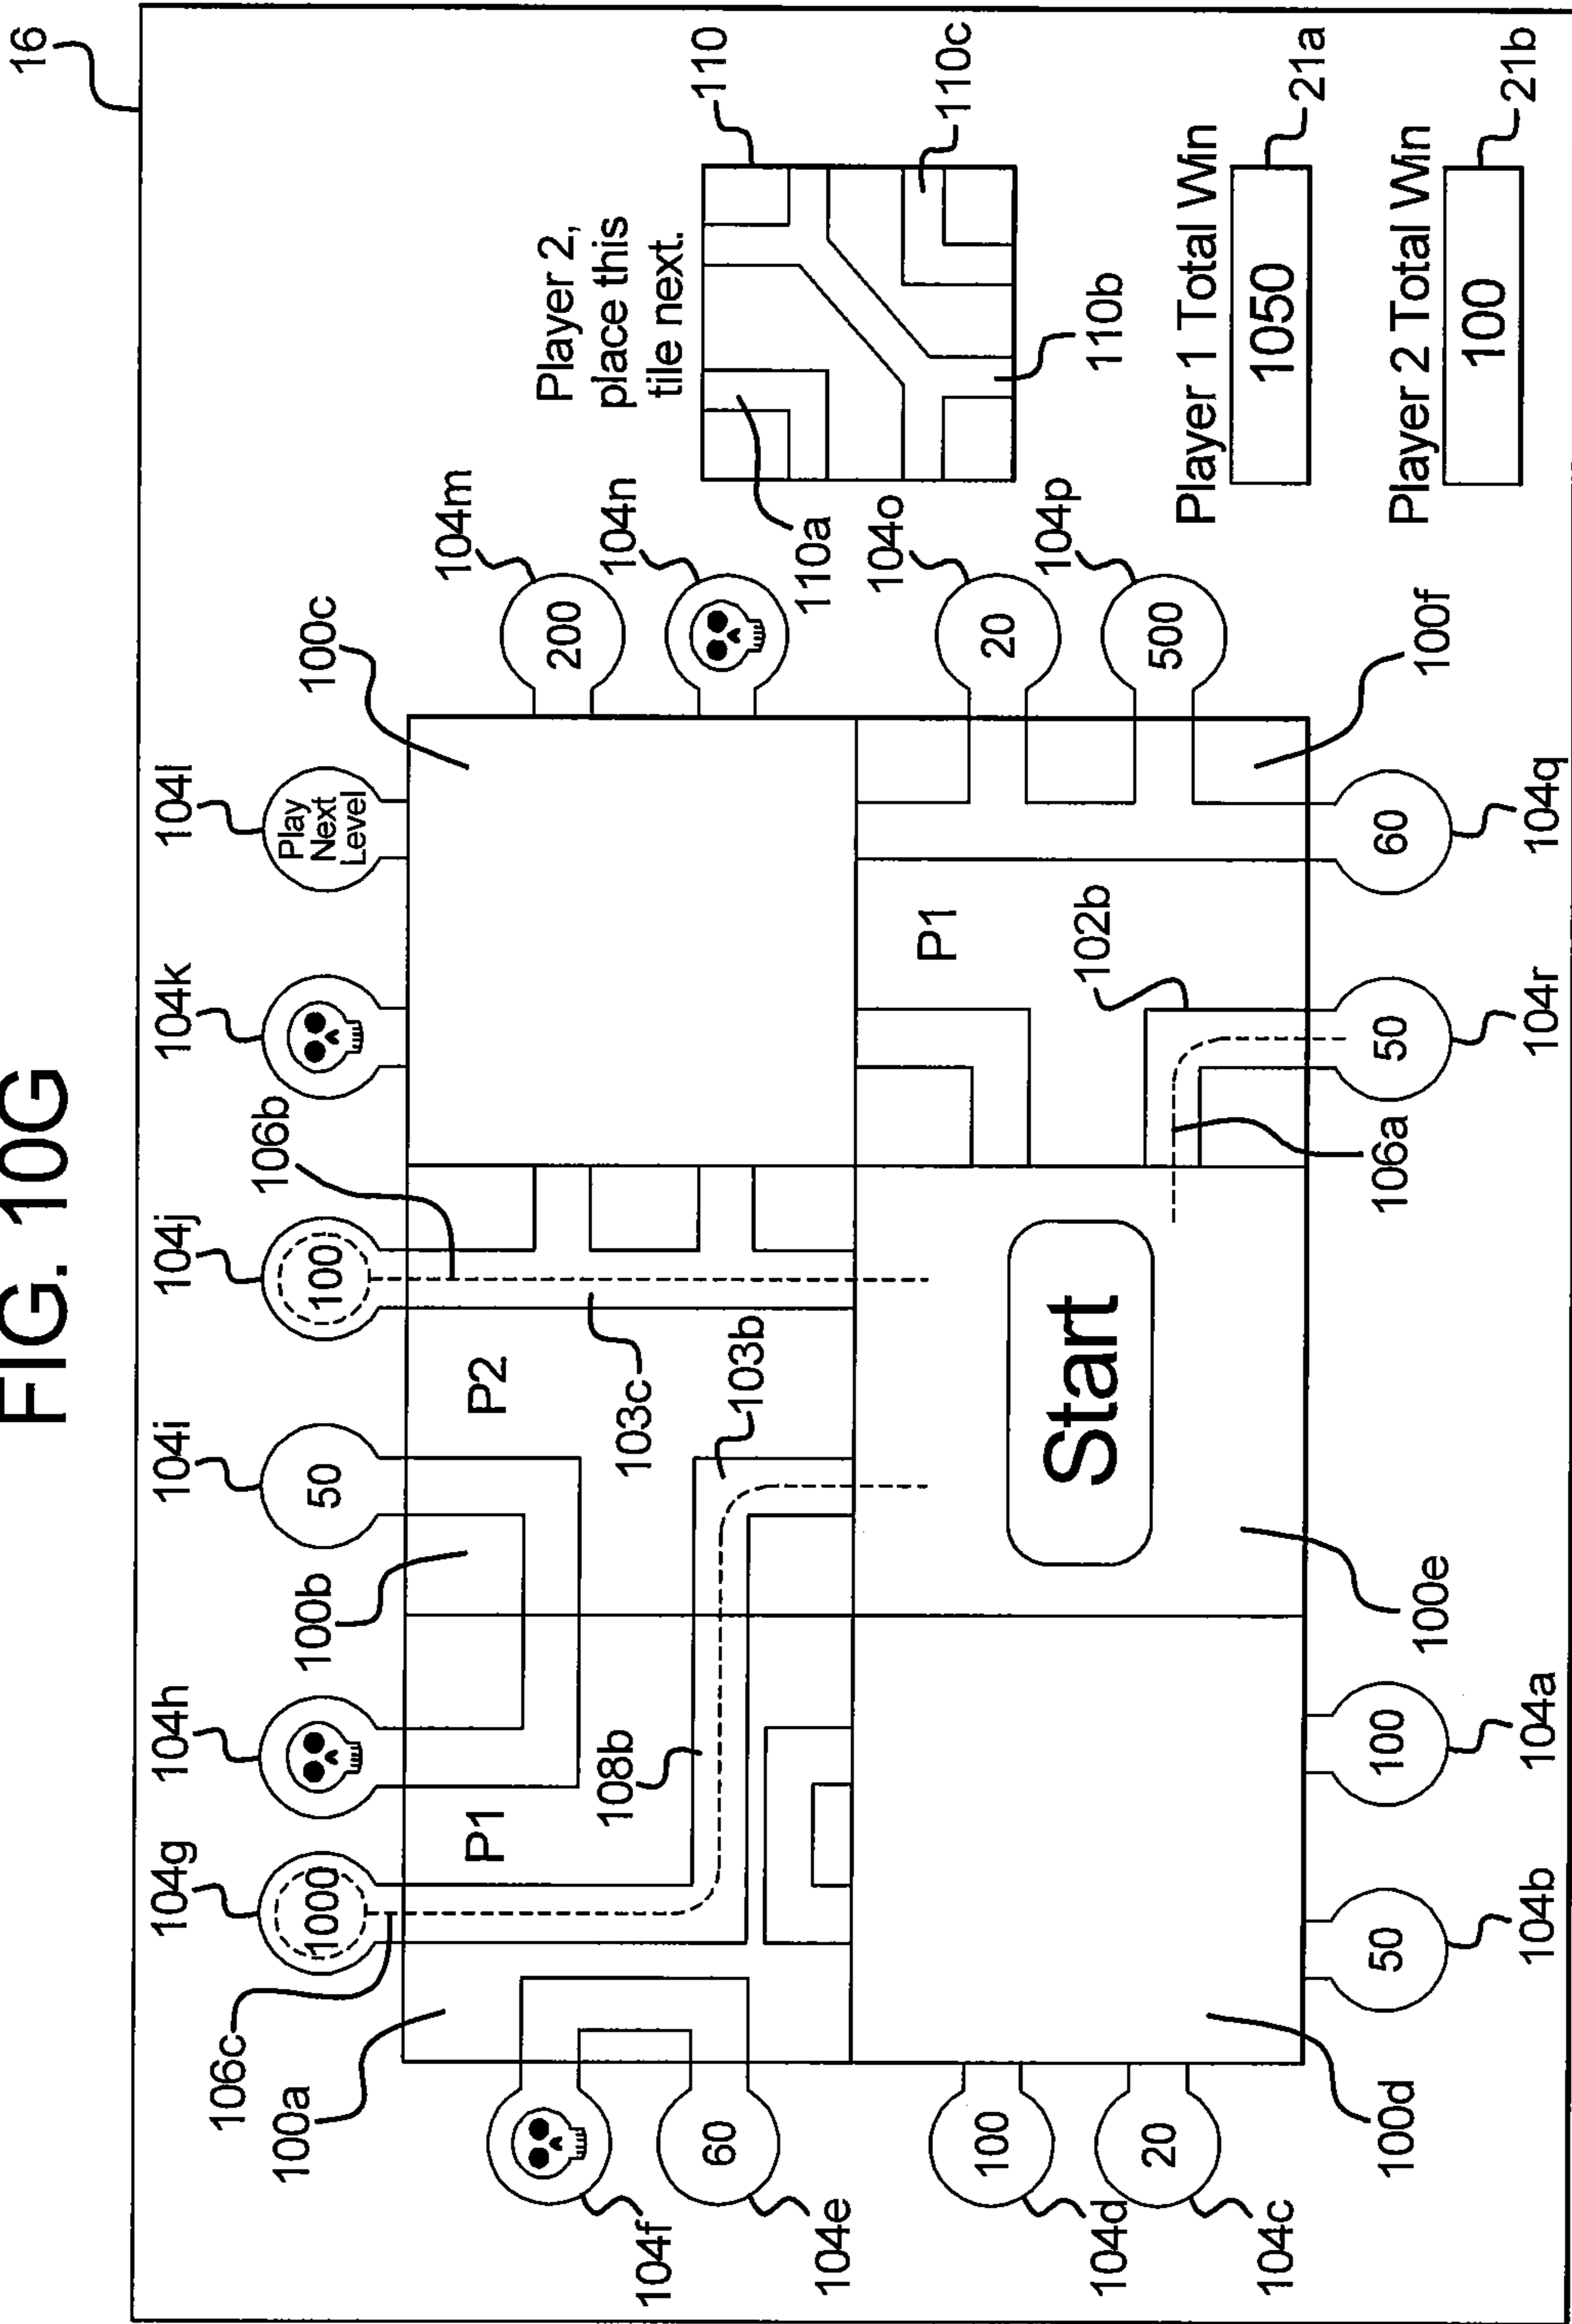 FIG. 10G
16
104g
104h
104i
104j
104k
104l
1000
50
100
Play
Next
Level
106c
100b
106b
100c
100a
P1
P2
104m
200
104n
104f
108b
103c
103b
60
104e
Player 2,
place this
tile next.
110
110a
110b
110c
100
104d
20
104c
Start
P1
102b
20
104o
500
104p
100d
100e
106a
100f
50
104b
100
104a
50
104r
60
104q
Player 1 Total Win
1050
21a
Player 2 Total Win
100
21b